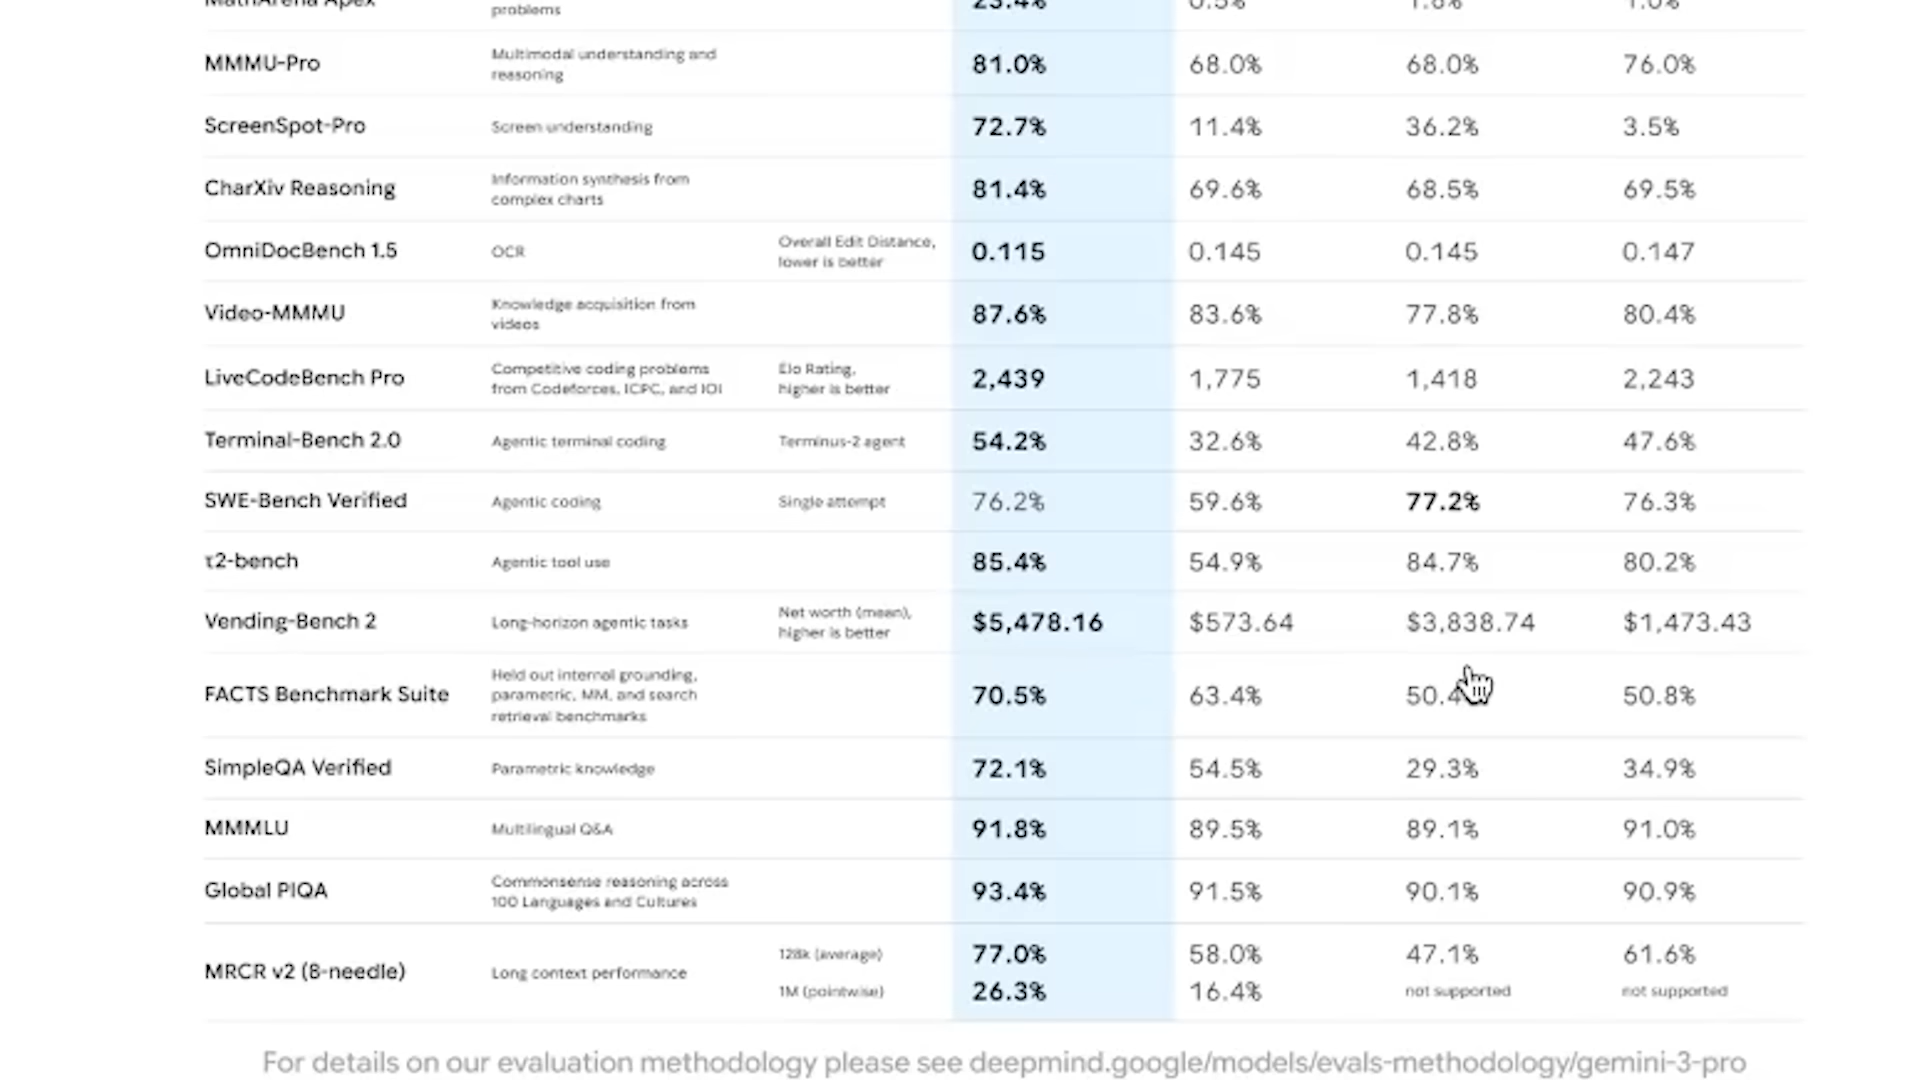 MathArena Apex problems 23.4% 0.5% 1.6% 1.0%
MMMU-Pro Multimodal understanding and reasoning 81.0% 68.0% 68.0% 76.0%
ScreenSpot-Pro Screen understanding 72.7% 11.4% 36.2% 3.5%
CharXiv Reasoning Information synthesis from complex charts 81.4% 69.6% 68.5% 69.5%
OmniDocBench 1.5 OCR Overall Edit Distance, lower is better 0.115 0.145 0.145 0.147
Video-MMMU Knowledge acquisition from videos 87.6% 83.6% 77.8% 80.4%
LiveCodeBench Pro Competitive coding problems from Codeforces, ICPC, and IOI Elo Rating, higher is better 2,439 1,775 1,418 2,243
Terminal-Bench 2.0 Agentic terminal coding Terminus-2 agent 54.2% 32.6% 42.8% 47.6%
SWE-Bench Verified Agentic coding Single attempt 76.2% 59.6% 77.2% 76.3%
τ2-bench Agentic tool use 85.4% 54.9% 84.7% 80.2%
Vending-Bench 2 Long-horizon agentic tasks Net worth (mean), higher is better $5,478.16 $573.64 $3,838.74 $1,473.43
FACTS Benchmark Suite Held out internal grounding, parametric, MM, and search retrieval benchmarks 70.5% 63.4% 50.8%
SimpleQA Verified Parametric knowledge 72.1% 54.5% 29.3% 34.9%
MMMLU Multilingual Q&A 91.8% 89.5% 89.1% 91.0%
Global PIQA Commonsense reasoning across 100 Languages and Cultures 93.4% 91.5% 90.1% 90.9%
MRCR v2 (8-needle) Long context performance 128k (average) 77.0% 58.0% 47.1% 61.6%
1M (pointwise) 26.3% 16.4% not supported not supported
For details on our evaluation methodology please see deepmind.google/models/evals-methodology/gemini-3-pro